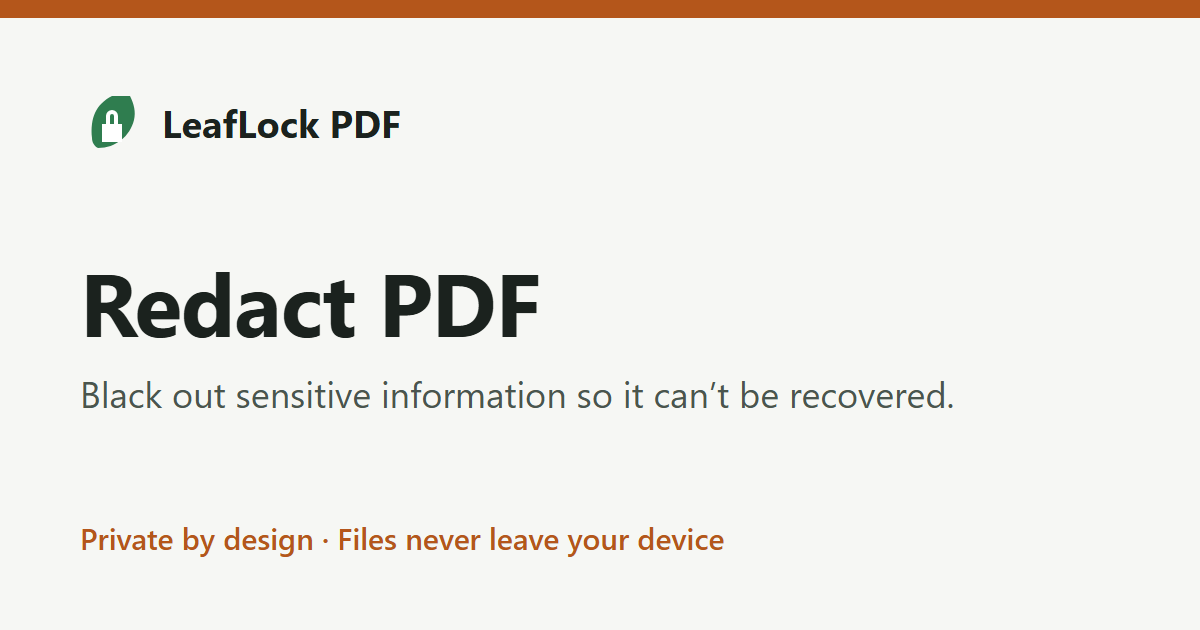 LeafLock PDF
Redact PDF
Black out sensitive information so it can’t be recovered.
Private by design · Files never leave your device